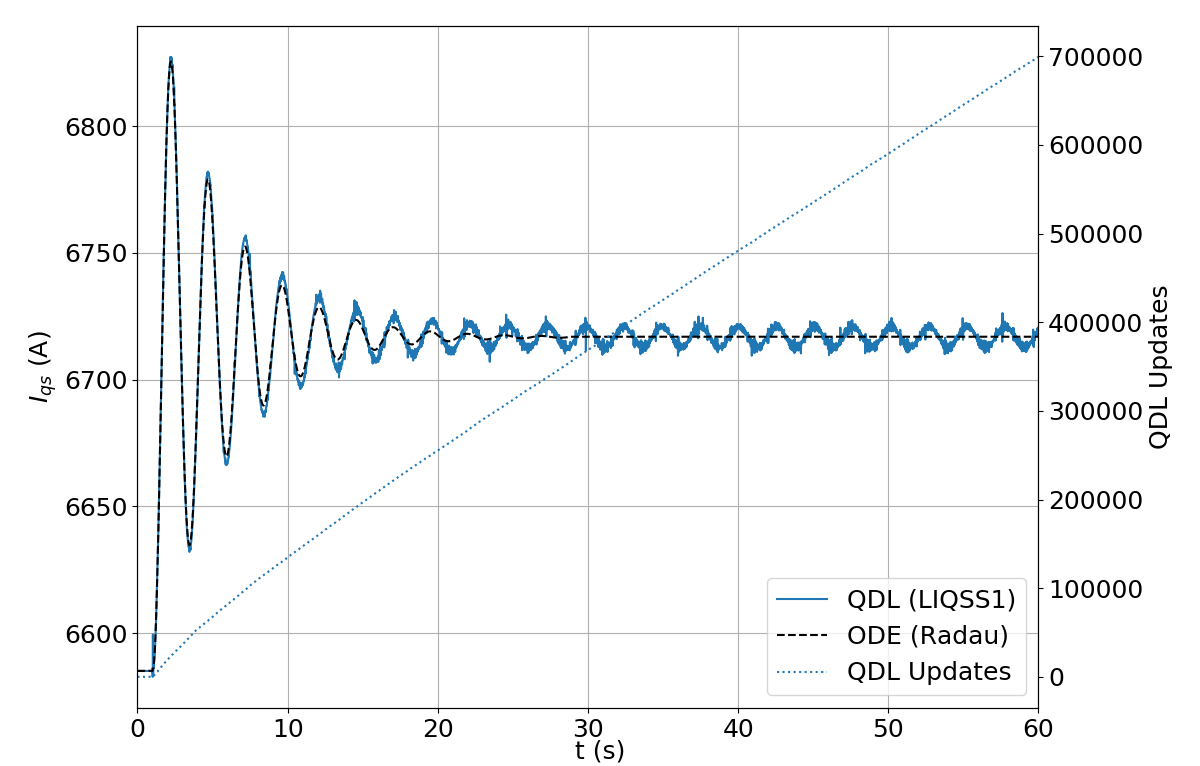 6800
6750
6700
6650
6600
I_qs (A)
700000
600000
500000
400000
300000
200000
100000
0
QDL Updates
QDL (LIQSS1)
ODE (Radau)
QDL Updates
0 10 20 30 40 50 60
t (s)